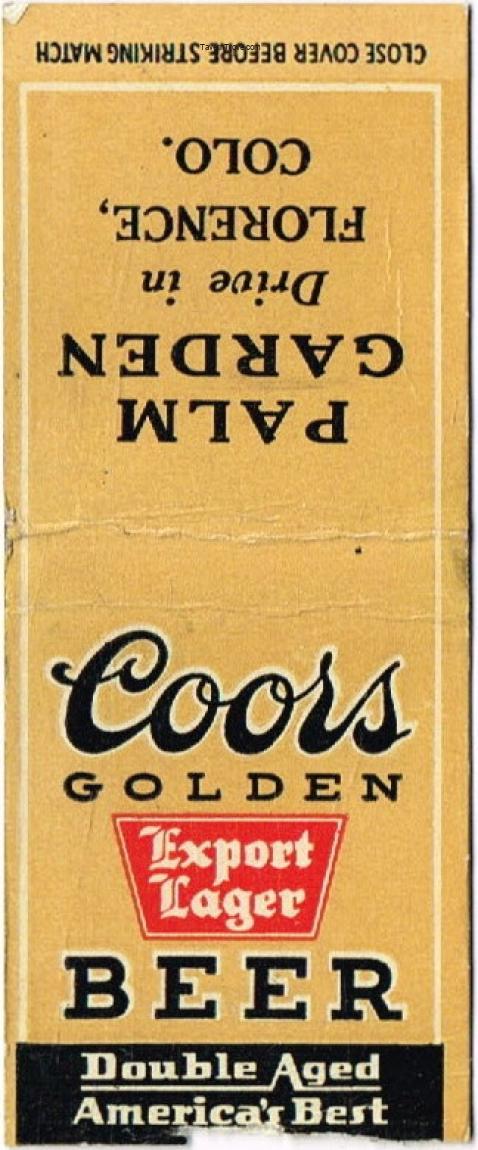 CLOSE COVER BEFORE STRIKING MATCH
PALM
GARDEN
Drive in
FLORENCE,
COLO.
Coors
GOLDEN
Export
Lager
BEER
Double Aged
America's Best